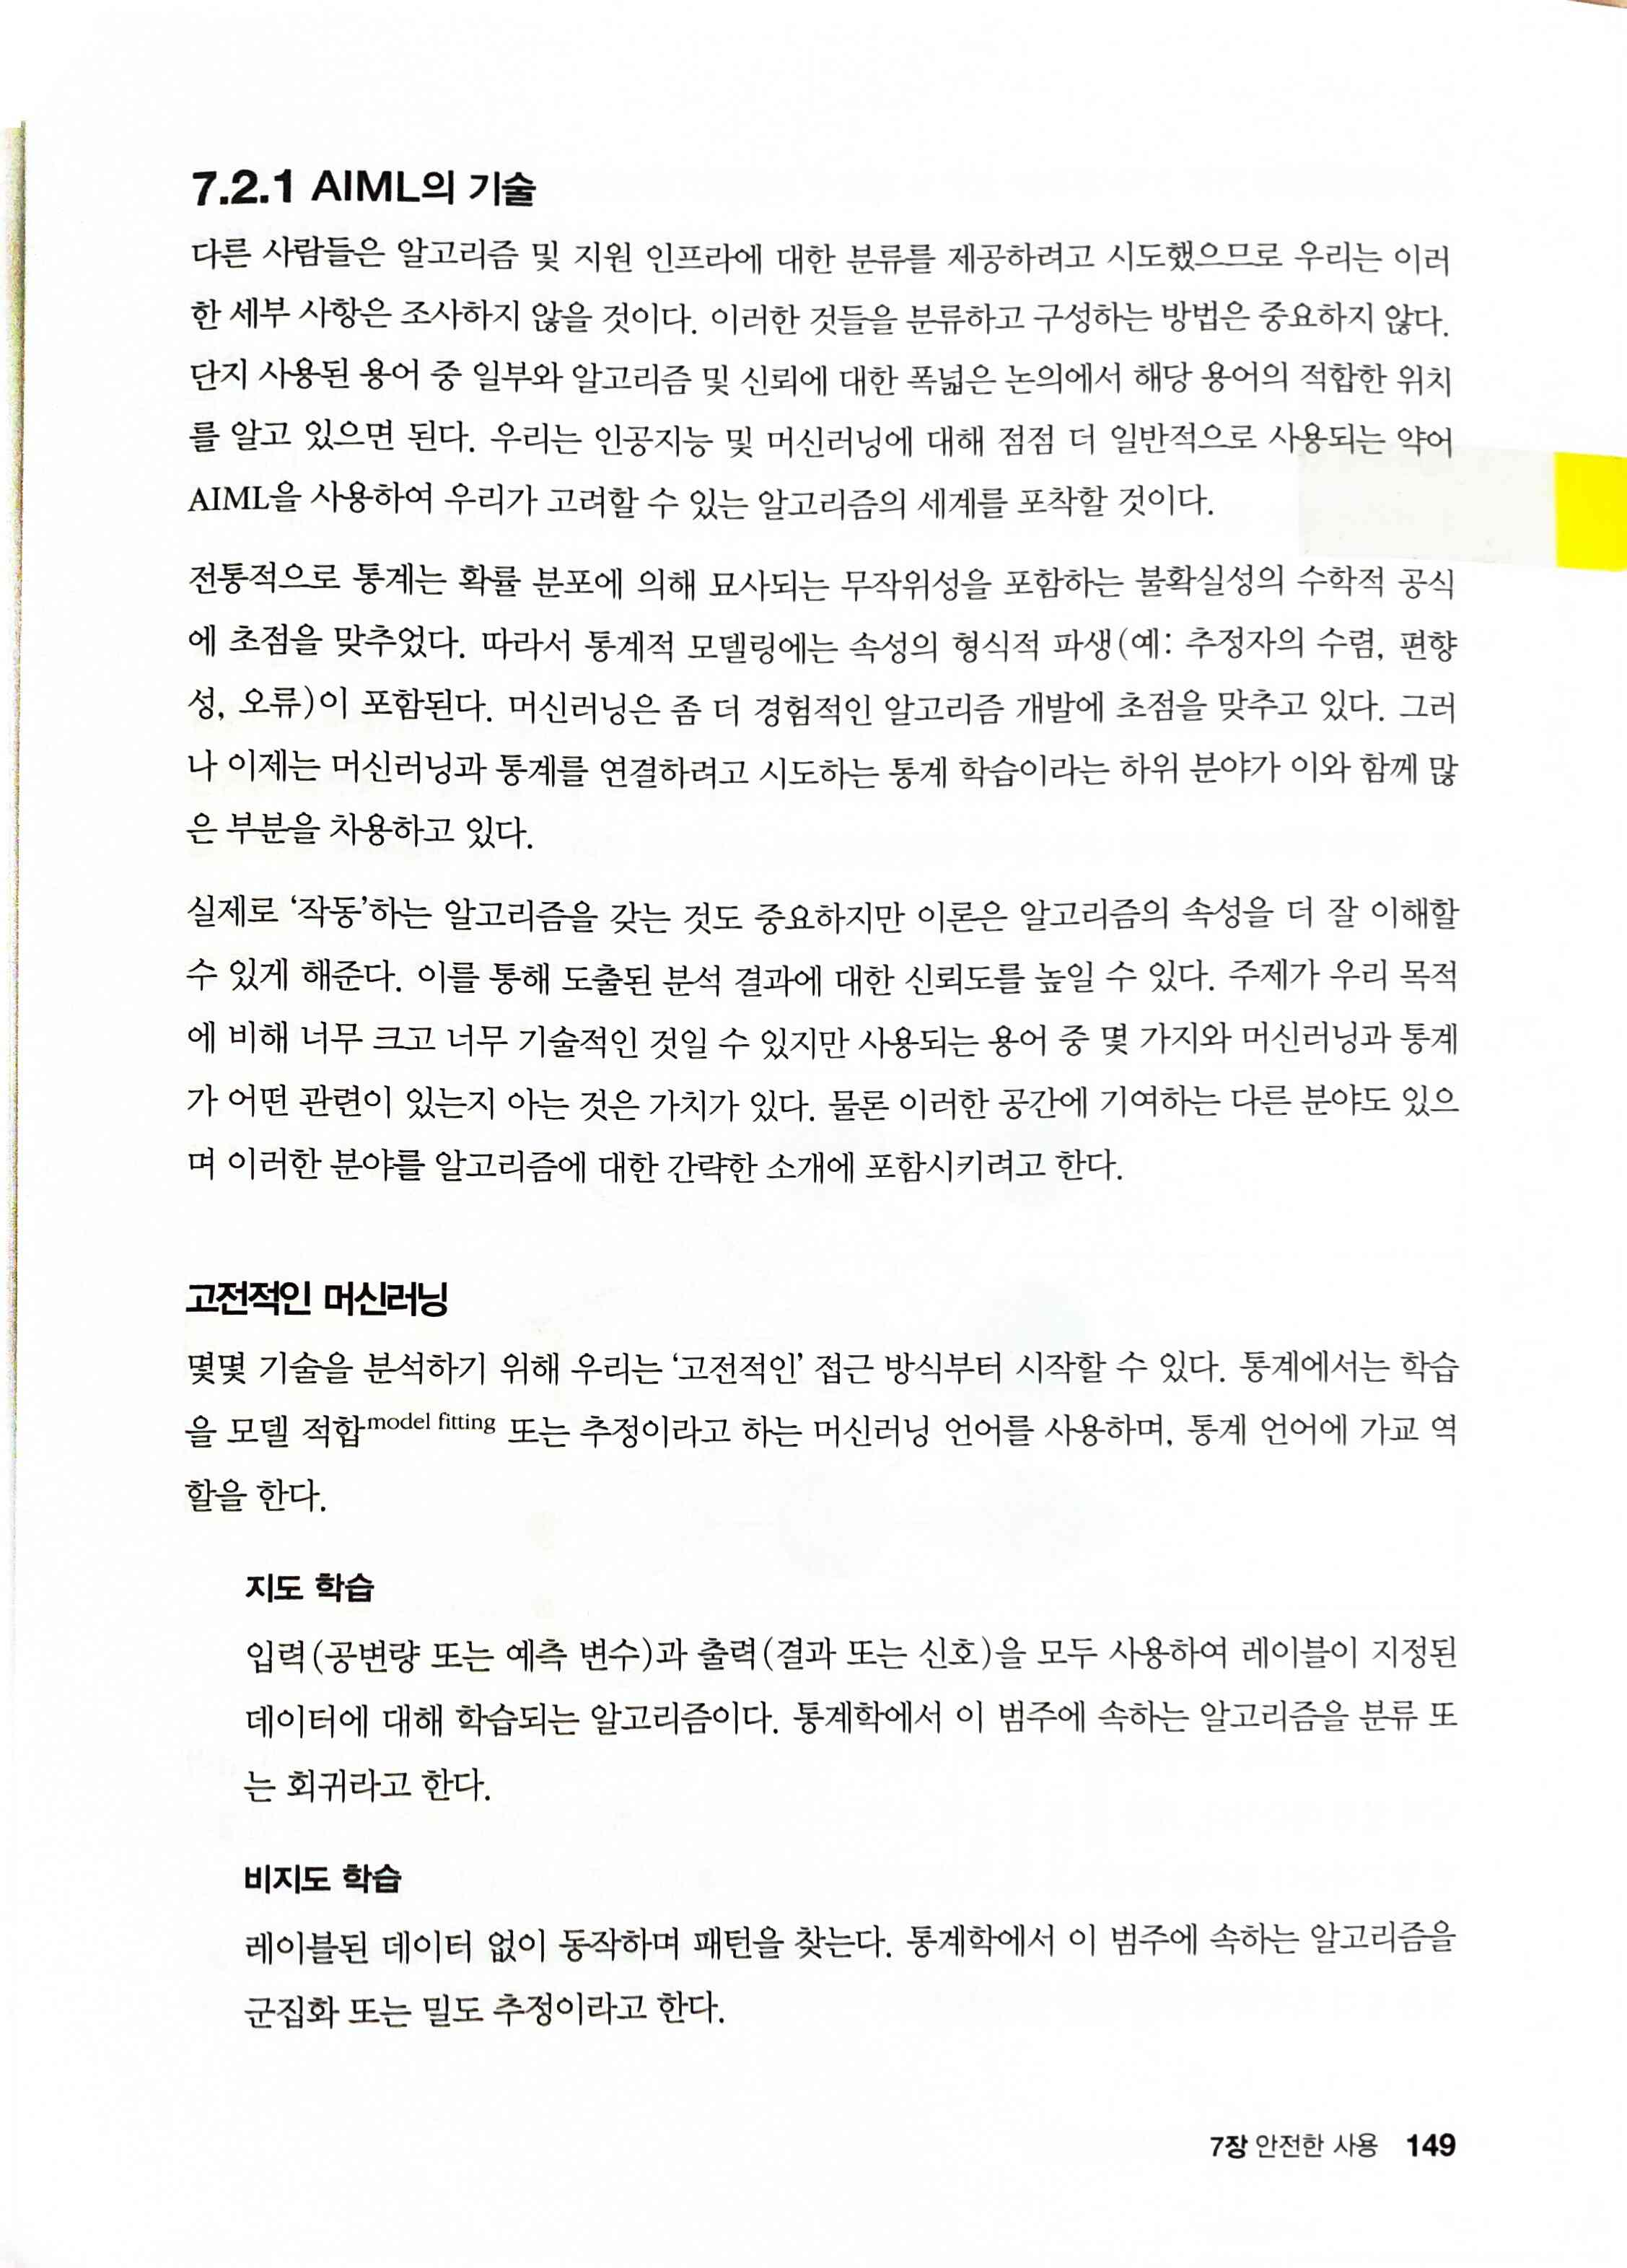 7.2.1 AIML의 기술
다른 사람들은 알고리즘 및 지원 인프라에 대한 분류를 제공하려고 시도했으므로 우리는 이러
한 세부 사항은 조사하지 않을 것이다. 이러한 것들을 분류하고 구성하는 방법은 중요하지 않다.
단지 사용된 용어 중 일부와 알고리즘 및 신뢰에 대한 폭넓은 논의에서 해당 용어의 적합한 위치
를 알고 있으면 된다. 우리는 인공지능 및 머신러닝에 대해 점점 더 일반적으로 사용되는 약어
AIML을 사용하여 우리가 고려할 수 있는 알고리즘의 세계를 포착할 것이다.
전통적으로 통계는 확률 분포에 의해 묘사되는 무작위성을 포함하는 불확실성의 수학적 공식
에 초점을 맞추었다. 따라서 통계적 모델링에는 속성의 형식적 파생(예: 추정자의 수렴, 편향
성, 오류)이 포함된다. 머신러닝은 좀 더 경험적인 알고리즘 개발에 초점을 맞추고 있다. 그러
나 이제는 머신러닝과 통계를 연결하려고 시도하는 통계 학습이라는 하위 분야가 이와 함께 많
은 부분을 차용하고 있다.
실제로 ‘작동’하는 알고리즘을 갖는 것도 중요하지만 이론은 알고리즘의 속성을 더 잘 이해할
수 있게 해준다. 이를 통해 도출된 분석 결과에 대한 신뢰도를 높일 수 있다. 주제가 우리 목적
에 비해 너무 크고 너무 기술적인 것일 수 있지만 사용되는 용어 중 몇 가지와 머신러닝과 통계
가 어떤 관련이 있는지 아는 것은 가치가 있다. 물론 이러한 공간에 기여하는 다른 분야도 있으
며 이러한 분야를 알고리즘에 대한 간략한 소개에 포함시키려고 한다.
고전적인 머신러닝
몇몇 기술을 분석하기 위해 우리는 ‘고전적인’ 접근 방식부터 시작할 수 있다. 통계에서는 학습
을 모델 적합model fitting 또는 추정이라고 하는 머신러닝 언어를 사용하며, 통계 언어에 가교 역
할을 한다.
지도 학습
입력(공변량 또는 예측 변수)과 출력(결과 또는 신호)을 모두 사용하여 레이블이 지정된
데이터에 대해 학습되는 알고리즘이다. 통계학에서 이 범주에 속하는 알고리즘을 분류 또
는 회귀라고 한다.
비지도 학습
레이블된 데이터 없이 동작하며 패턴을 찾는다. 통계학에서 이 범주에 속하는 알고리즘을
군집화 또는 밀도 추정이라고 한다.
7장 안전한 사용 149